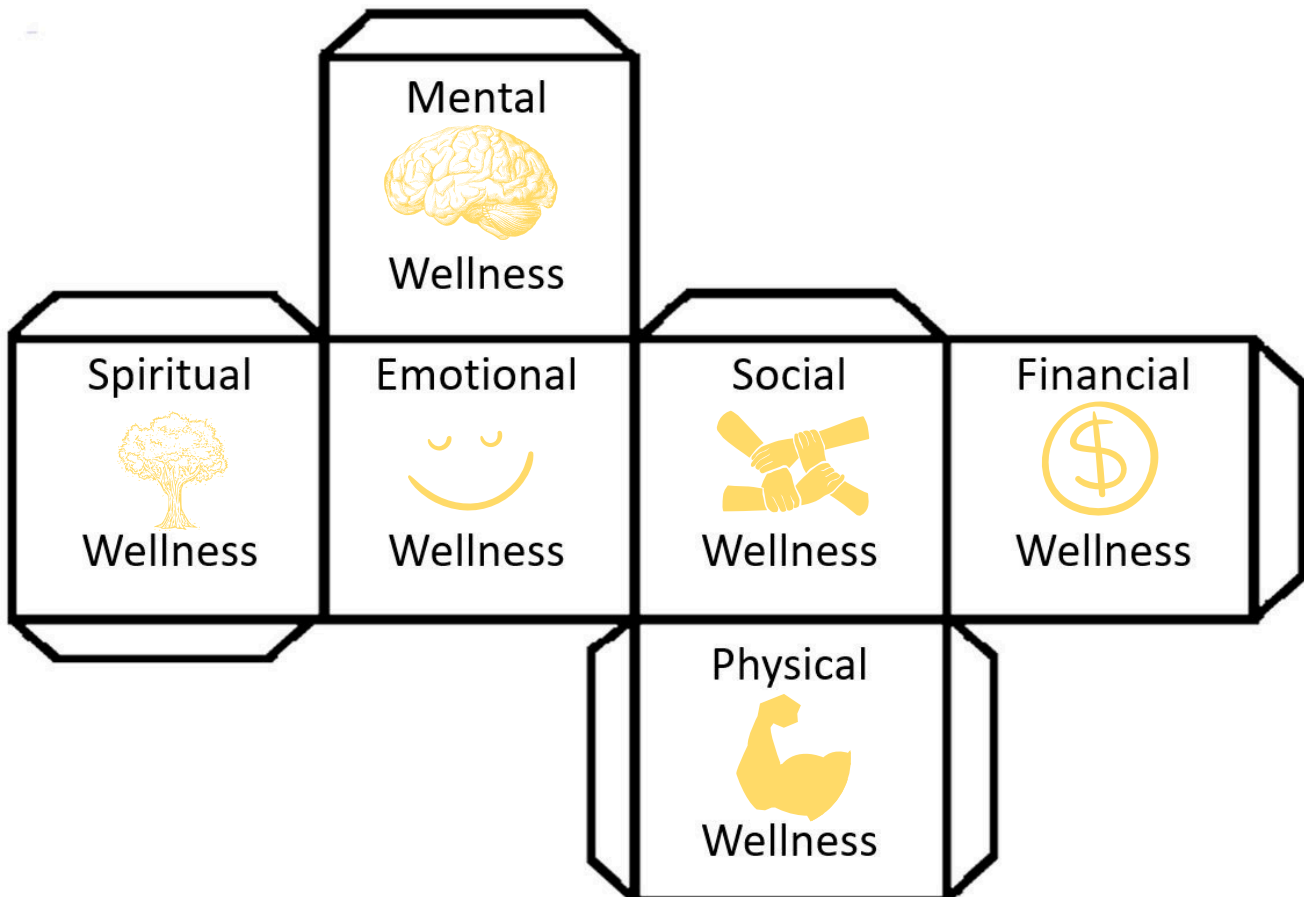 Mental
Wellness
Spiritual
Wellness
Emotional
Wellness
Social
Wellness
Financial
$
Wellness
Physical
Wellness